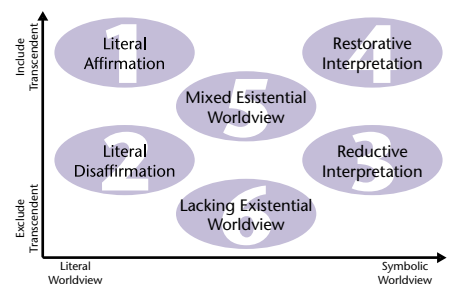 Include
Transcendent
1
Literal
Affirmation
4
Restorative
Interpretation
5
Mixed Esistential
Worldview
2
Literal
Disaffirmation
3
Reductive
Interpretation
6
Lacking Existential
Worldview
Exclude
Transcendent
Literal
Worldview
Symbolic
Worldview